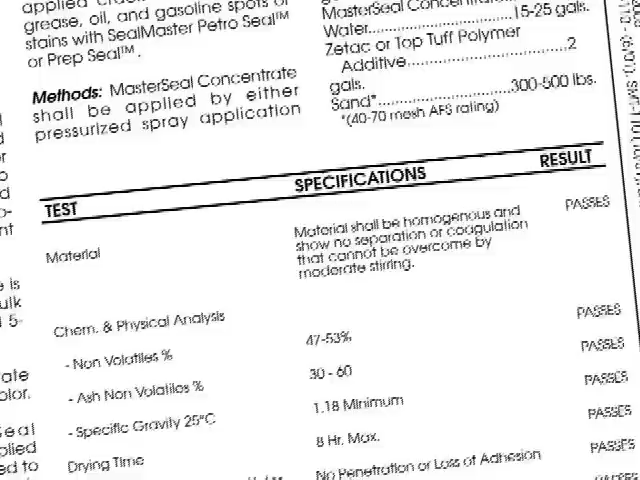 grease, oil, and gasoline spots or
stains with SealMaster Petro Seal™
or Prep Seal™.
Methods: MasterSeal Concentrate
shall be applied by either
pressurized spray application
MasterSeal Concentrate
Water..............................15-25 gals.
Zetac or Top Tuff Polymer
Additive...................................2
gals.
Sand*.............................300-500 lbs.
*(40-70 mesh AFS rating)
TEST SPECIFICATIONS RESULT
Material Material shall be homogenous and PASSES
show no separation or coagulation
that cannot be overcome by
moderate stirring.
Chem. & Physical Analysis
- Non Volatiles % 47-53% PASSES
- Ash Non Volatiles % 30 - 60 PASSES
- Specific Gravity 25°C 1.18 Minimum PASSES
Drying Time 8 Hr. Max. PASSES
No Penetration or Loss of Adhesion PASSES
PASSES